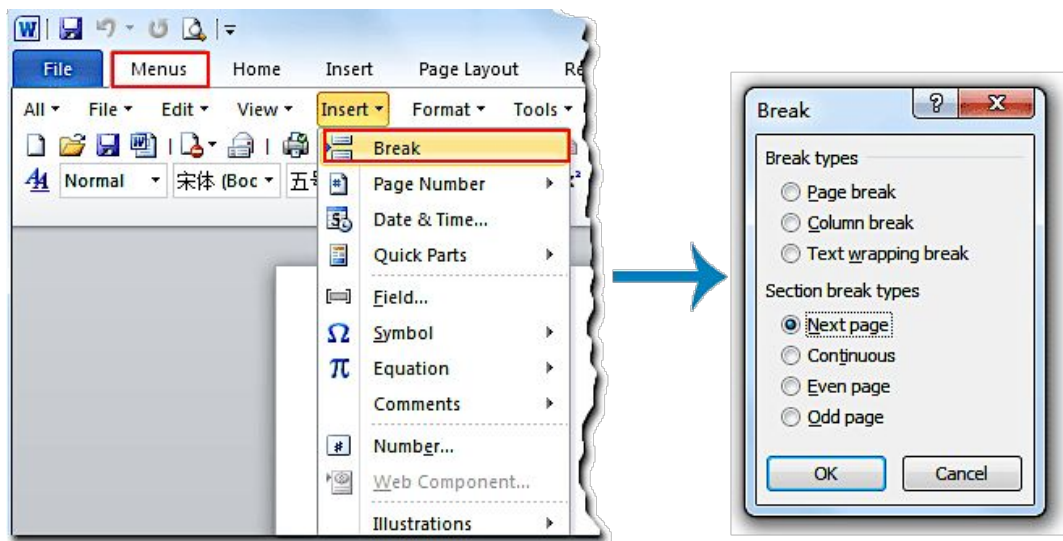 W
File Menus Home Insert Page Layout
All File Edit View Insert Format Tools
Normal 宋体 (Boc
Break
Page Number
Date & Time...
Quick Parts
Field...
Ω Symbol
π Equation
Comments
# Number...
Web Component...
Illustrations
Break
Break types
Page break
Column break
Text wrapping break
Section break types
Next page
Continuous
Even page
Odd page
OK Cancel